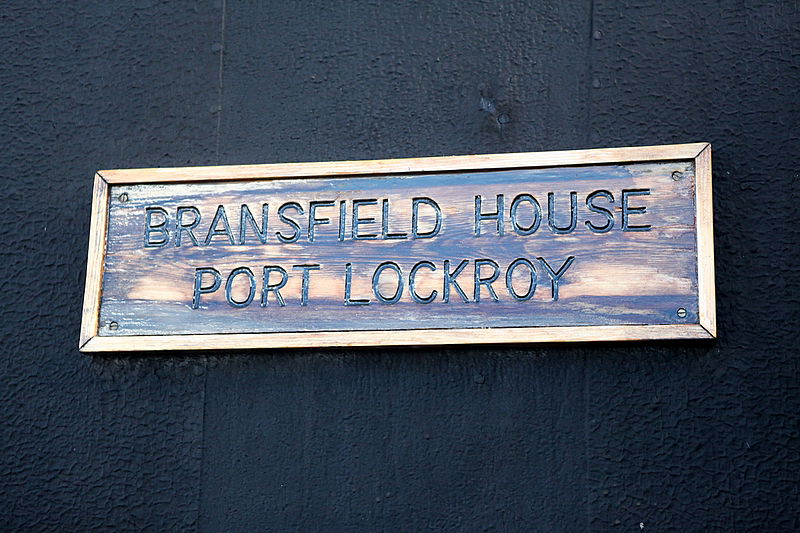 BRANSFIELD HOUSE
PORT LOCKROY